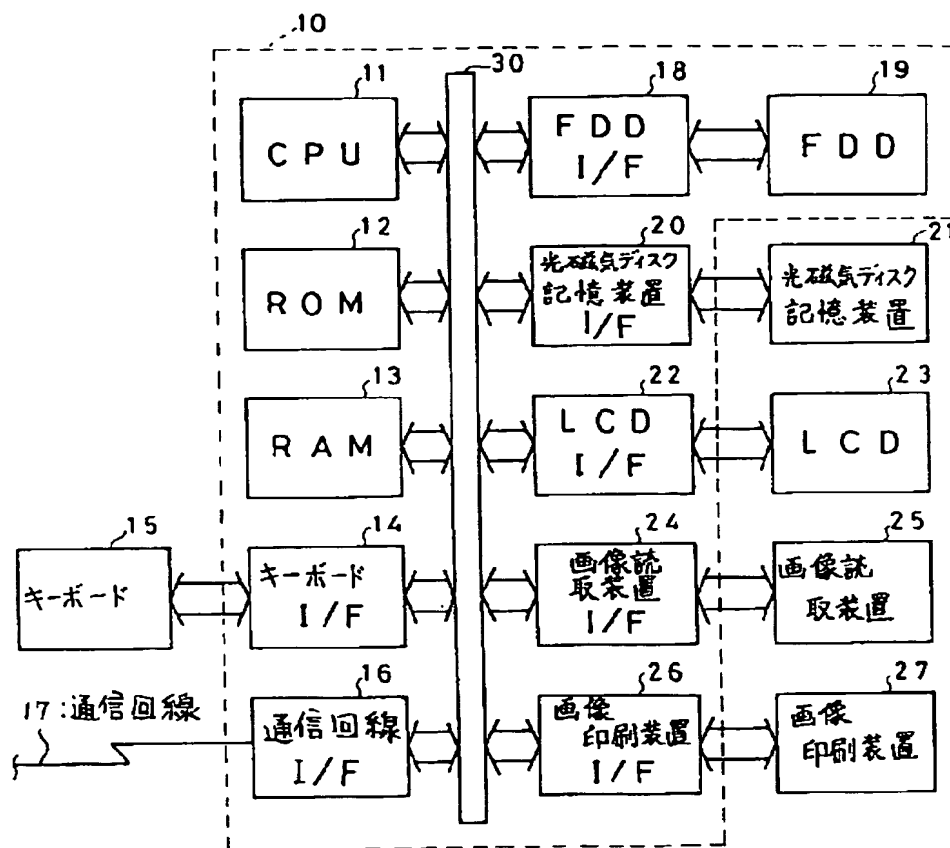 10
30
11
CPU
18
FDD
I/F
19
FDD
12
ROM
20
光磁気ディスク
記憶装置
I/F
21
光磁気ディスク
記憶装置
13
RAM
22
LCD
I/F
23
LCD
15
キーボード
14
キーボード
I/F
24
画像読
取装置
I/F
25
画像読
取装置
17:通信回線
16
通信回線
I/F
26
画像
印刷装置
I/F
27
画像
印刷装置